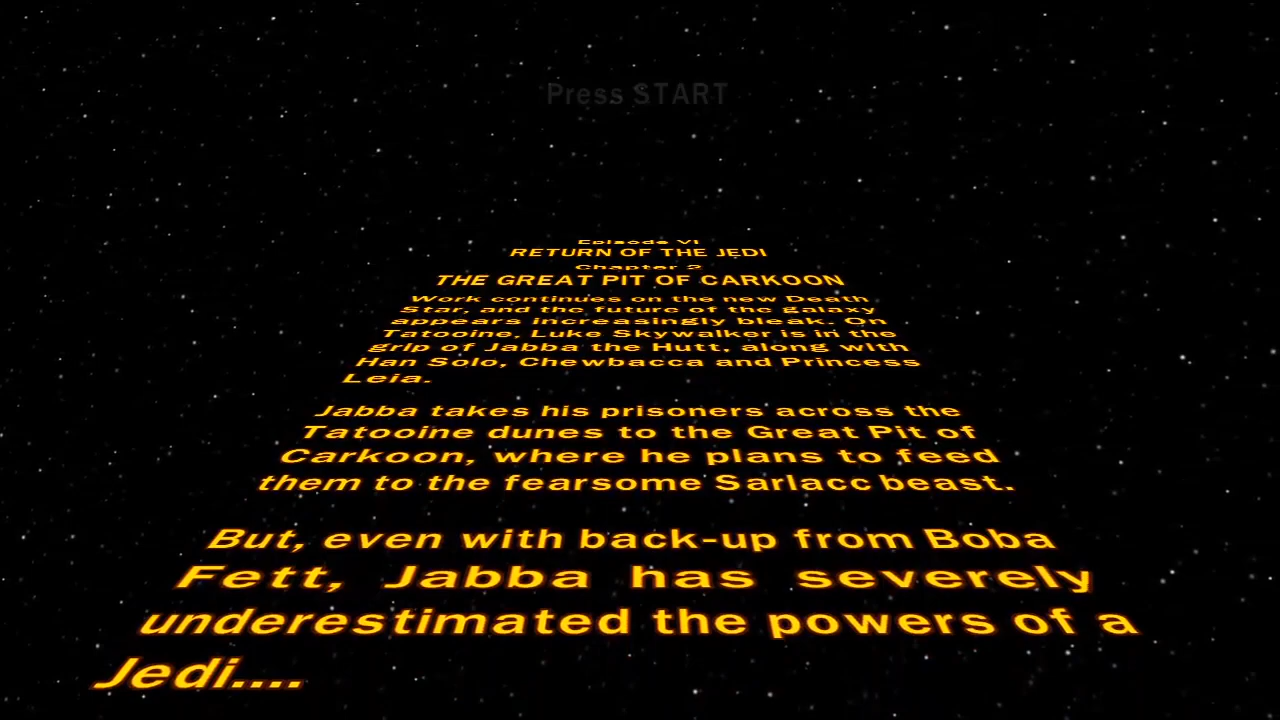 Press START
Episode VI
RETURN OF THE JEDI
Chapter 2
THE GREAT PIT OF CARKOON
Work continues on the new Death
Star, and the future of the galaxy
appears increasingly bleak. On
Tatooine, Luke Skywalker is in the
grip of Jabba the Hutt, along with
Han Solo, Chewbacca and Princess
Leia.
Jabba takes his prisoners across the
Tatooine dunes to the Great Pit of
Carkoon, where he plans to feed
them to the fearsome Sarlacc beast.
But, even with back-up from Boba
Fett, Jabba has severely
underestimated the powers of a
Jedi....